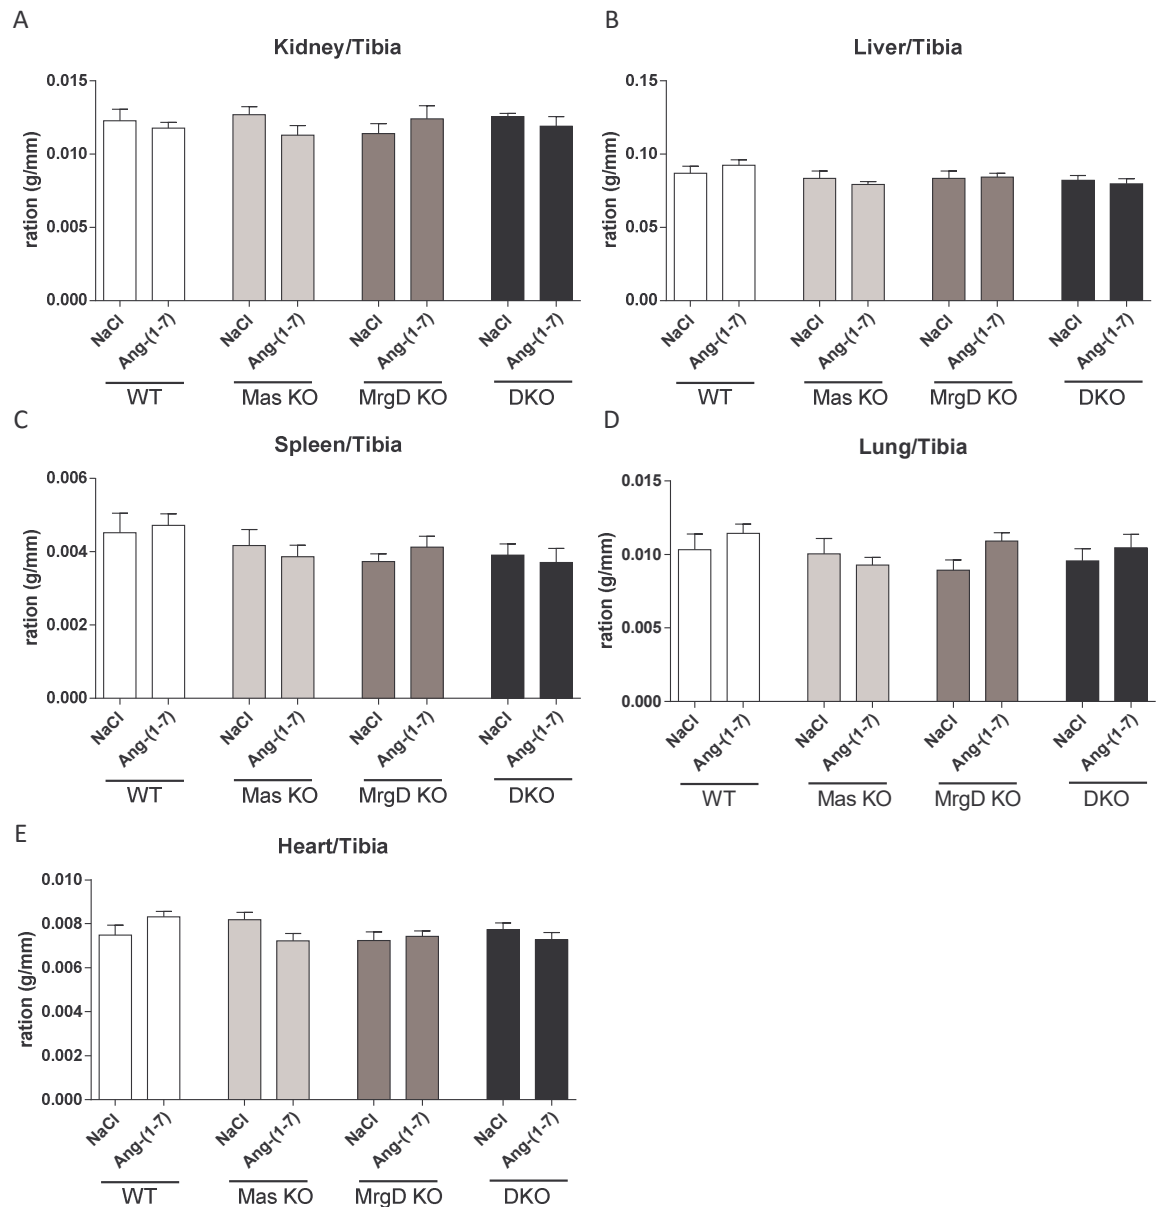 A
Kidney/Tibia
ration (g/mm)
0.015
0.010
0.005
0.000
NaCl
Ang-(1-7)
NaCl
Ang-(1-7)
NaCl
Ang-(1-7)
NaCl
Ang-(1-7)
WT
Mas KO
MrgD KO
DKO
B
Liver/Tibia
ration (g/mm)
0.15
0.10
0.05
0.00
NaCl
Ang-(1-7)
NaCl
Ang-(1-7)
NaCl
Ang-(1-7)
NaCl
Ang-(1-7)
WT
Mas KO
MrgD KO
DKO
C
Spleen/Tibia
ration (g/mm)
0.006
0.004
0.002
0.000
NaCl
Ang-(1-7)
NaCl
Ang-(1-7)
NaCl
Ang-(1-7)
NaCl
Ang-(1-7)
WT
Mas KO
MrgD KO
DKO
D
Lung/Tibia
ration (g/mm)
0.015
0.010
0.005
0.000
NaCl
Ang-(1-7)
NaCl
Ang-(1-7)
NaCl
Ang-(1-7)
NaCl
Ang-(1-7)
WT
Mas KO
MrgD KO
DKO
E
Heart/Tibia
ration (g/mm)
0.010
0.008
0.006
0.004
0.002
0.000
NaCl
Ang-(1-7)
NaCl
Ang-(1-7)
NaCl
Ang-(1-7)
NaCl
Ang-(1-7)
WT
Mas KO
MrgD KO
DKO